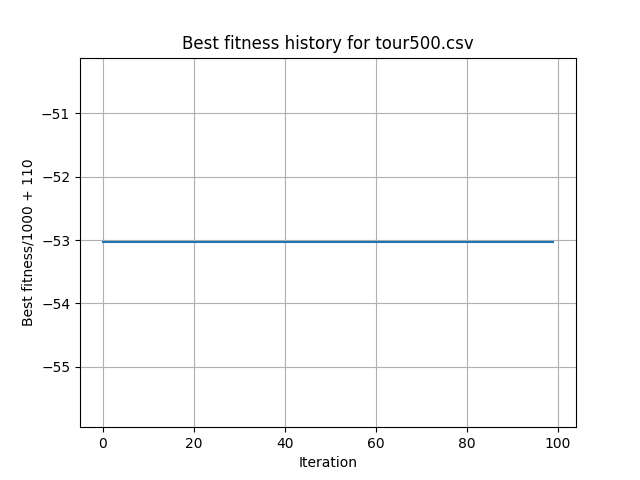 Best fitness history for tour500.csv
Best fitness/1000 + 110
−51
−52
−53
−54
−55
0 20 40 60 80 100
Iteration